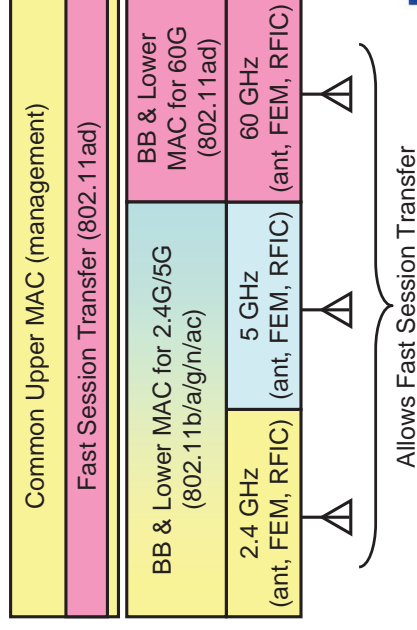 Common Upper MAC (management)
Fast Session Transfer (802.11ad)
BB & Lower MAC for 2.4G/5G
(802.11b/a/g/n/ac)
BB & Lower
MAC for 60G
(802.11ad)
2.4 GHz
(ant, FEM, RFIC)
5 GHz
(ant, FEM, RFIC)
60 GHz
(ant, FEM, RFIC)
Allows Fast Session Transfer